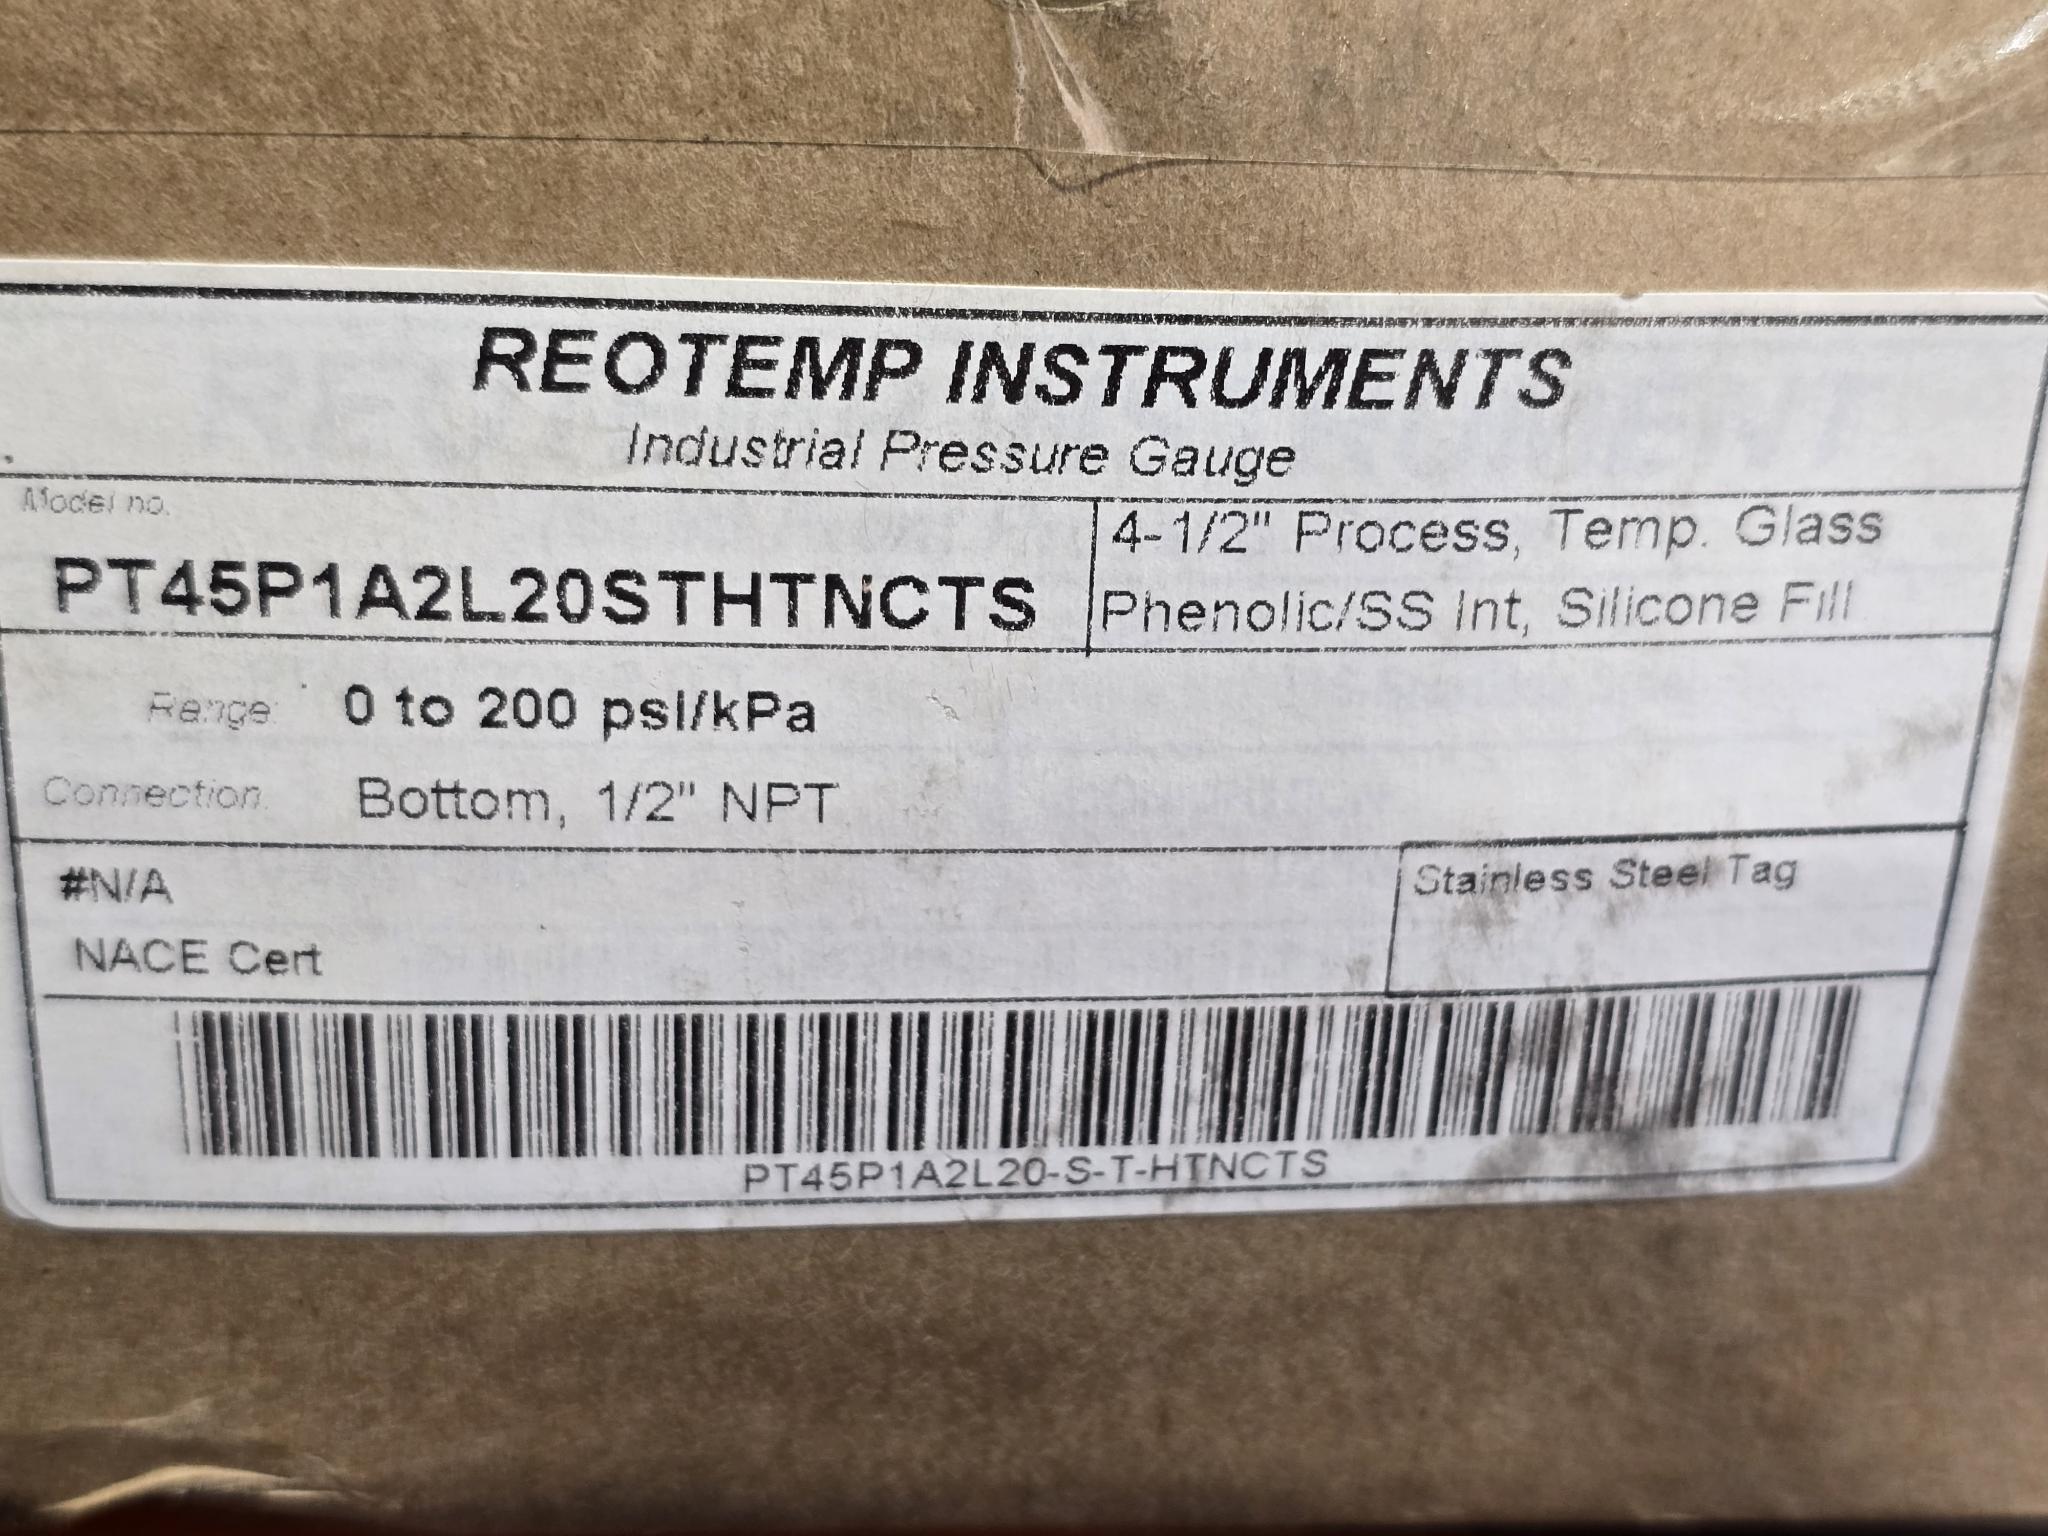 REOTEMP INSTRUMENTS
Industrial Pressure Gauge
Model no.
PT45P1A2L20STHTNCTS
4-1/2" Process, Temp. Glass
Phenolic/SS Int, Silicone Fill
Range: 0 to 200 psI/kPa
Connection: Bottom, 1/2" NPT
#N/A
Stainless Steel Tag
NACE Cert
PT45P1A2L20-S-T-HTNCTS